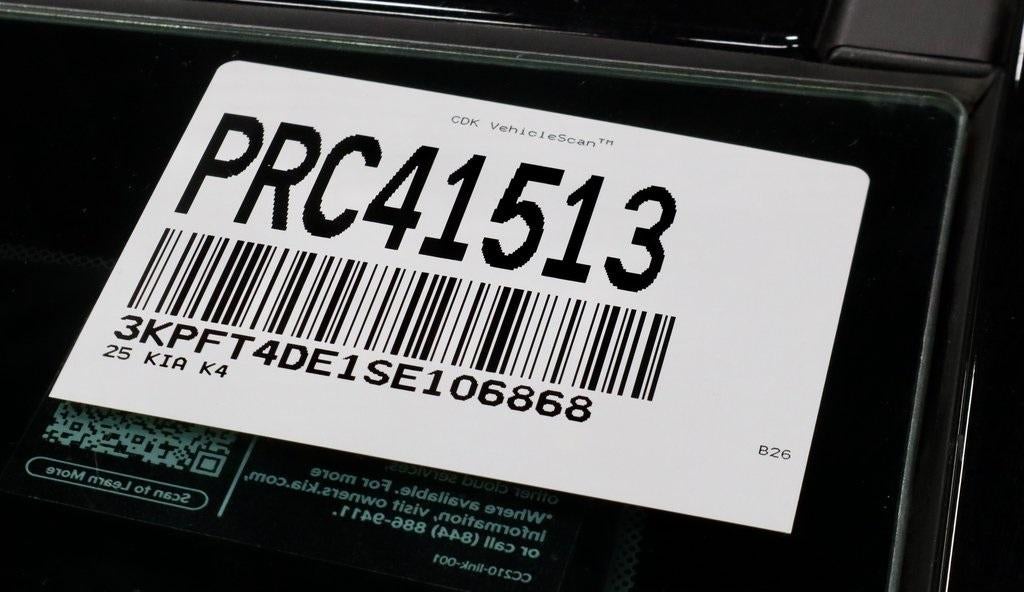 CDK VehicleScan™
PRC41513
3KPFT4DE1SE106868
25 KIA K4
B26
Scan to Learn More
other cloud services.
*Where available. For more
information, visit owners.kia.com,
or call (844) 886-9411.
CC210-link-001